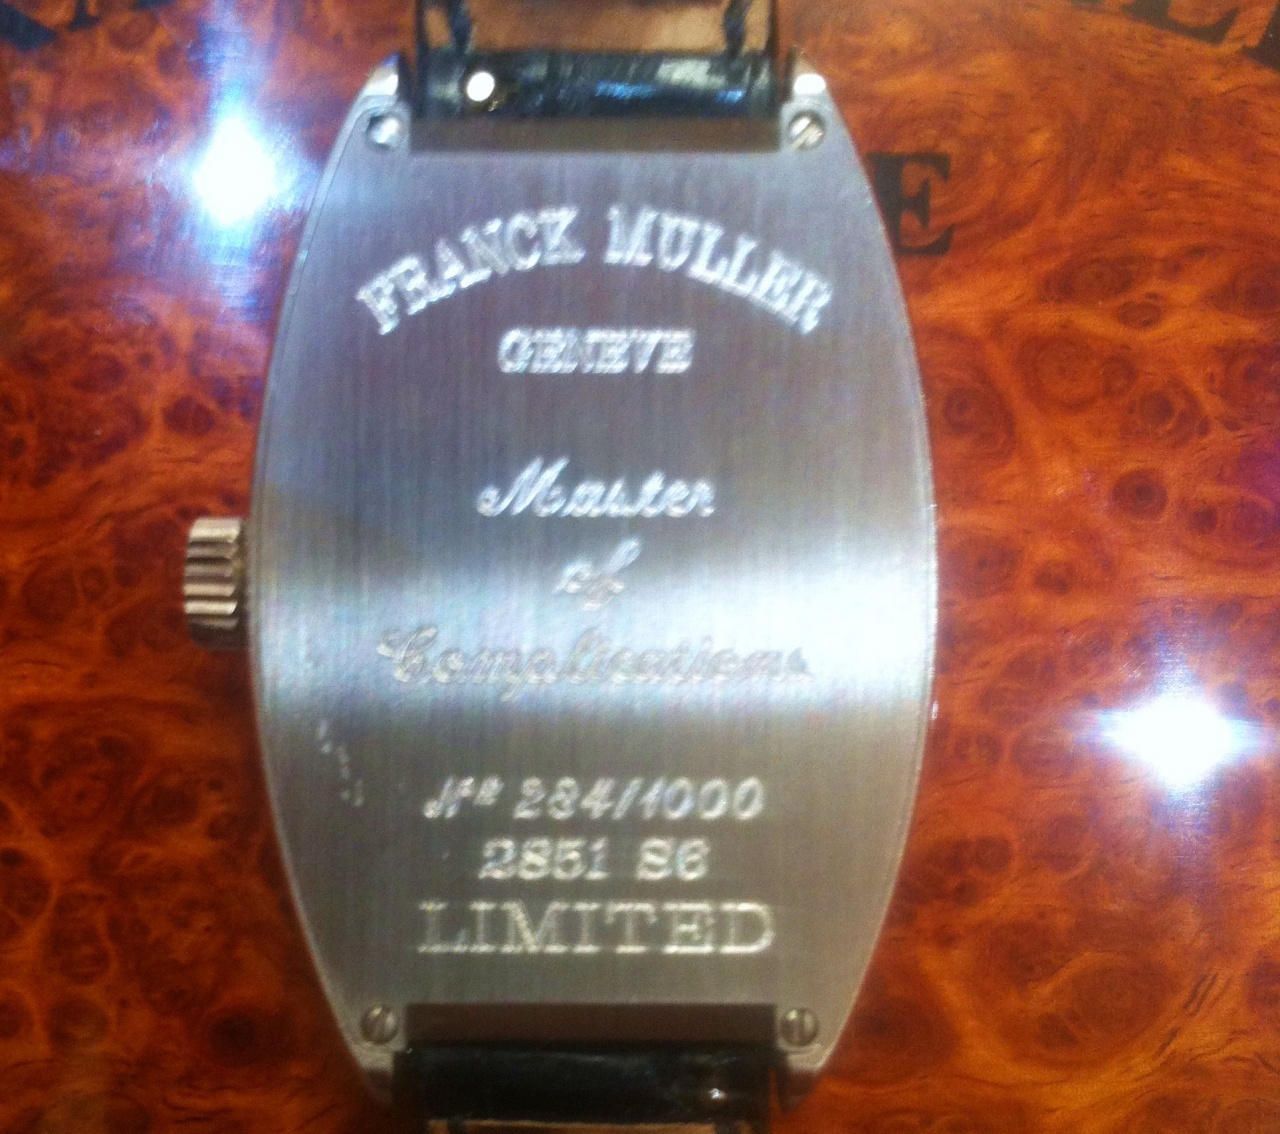 FRANCK MULLER
GENEVE
Master
of
Complications
Nº 284/1000
2851 S6
LIMITED